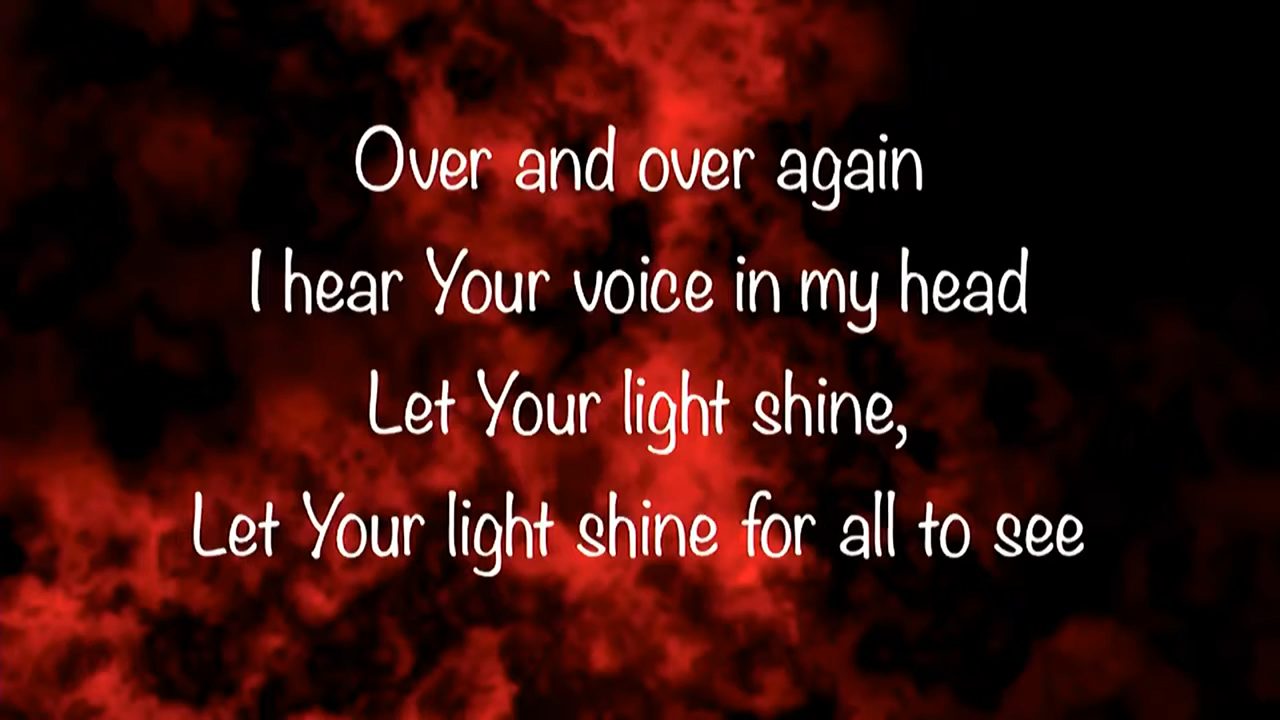 Over and over again
I hear Your voice in my head
Let Your light shine,
Let Your light shine for all to see